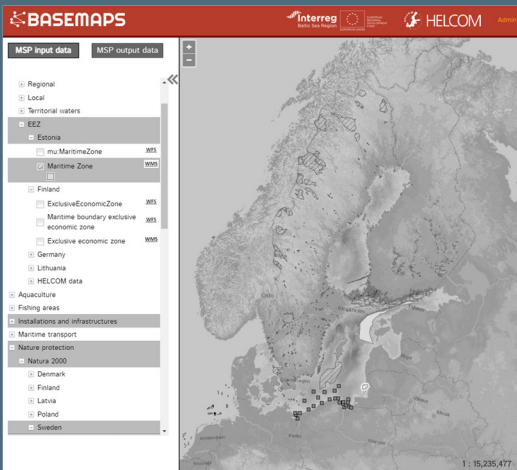 BASEMAPS
Interreg
Baltic Sea Region
HELCOM
Admin
MSP input data
MSP output data
Regional
Local
Territorial waters
EEZ
Estonia
mu:MaritimeZone
WFS
Maritime Zone
WMS
Finland
ExclusiveEconomicZone
WFS
Maritime boundary exclusive
economic zone
WFS
Exclusive economic zone
WMS
Germany
Lithuania
HELCOM data
Aquaculture
Fishing areas
Installations and infrastructures
Maritime transport
Nature protection
Natura 2000
Denmark
Finland
Latvia
Poland
Sweden
Oslo
1 : 15,235,477